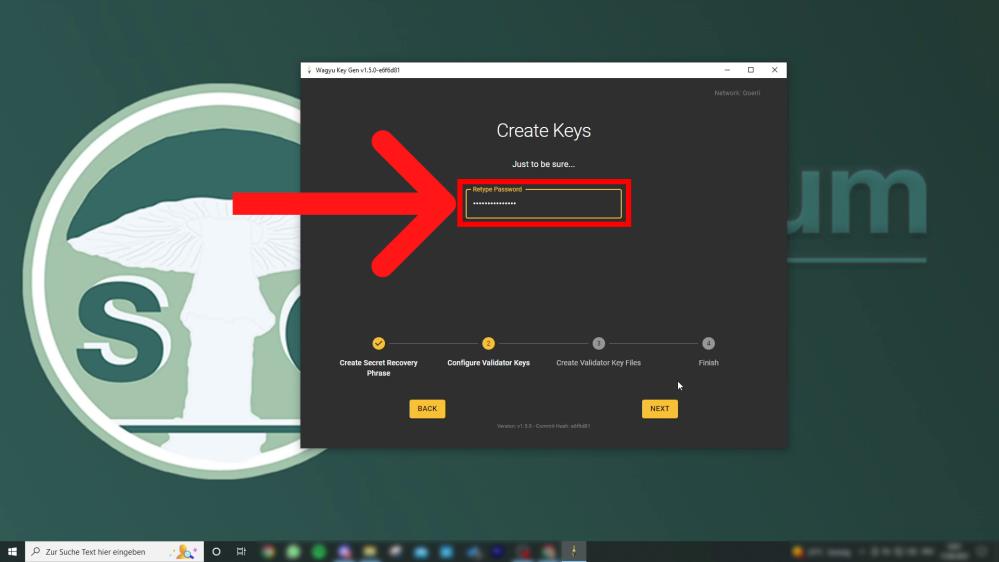 Wagyu Key Gen v1.5.0-e6f6d81
Network: Goerli
Create Keys
Just to be sure...
Retype Password
S
um
2
3
4
Create Secret Recovery
Phrase
Configure Validator Keys
Create Validator Key Files
Finish
BACK
NEXT
Version: v1.5.0 - Commit Hash: e6f6d81
Zur Suche Text hier eingeben